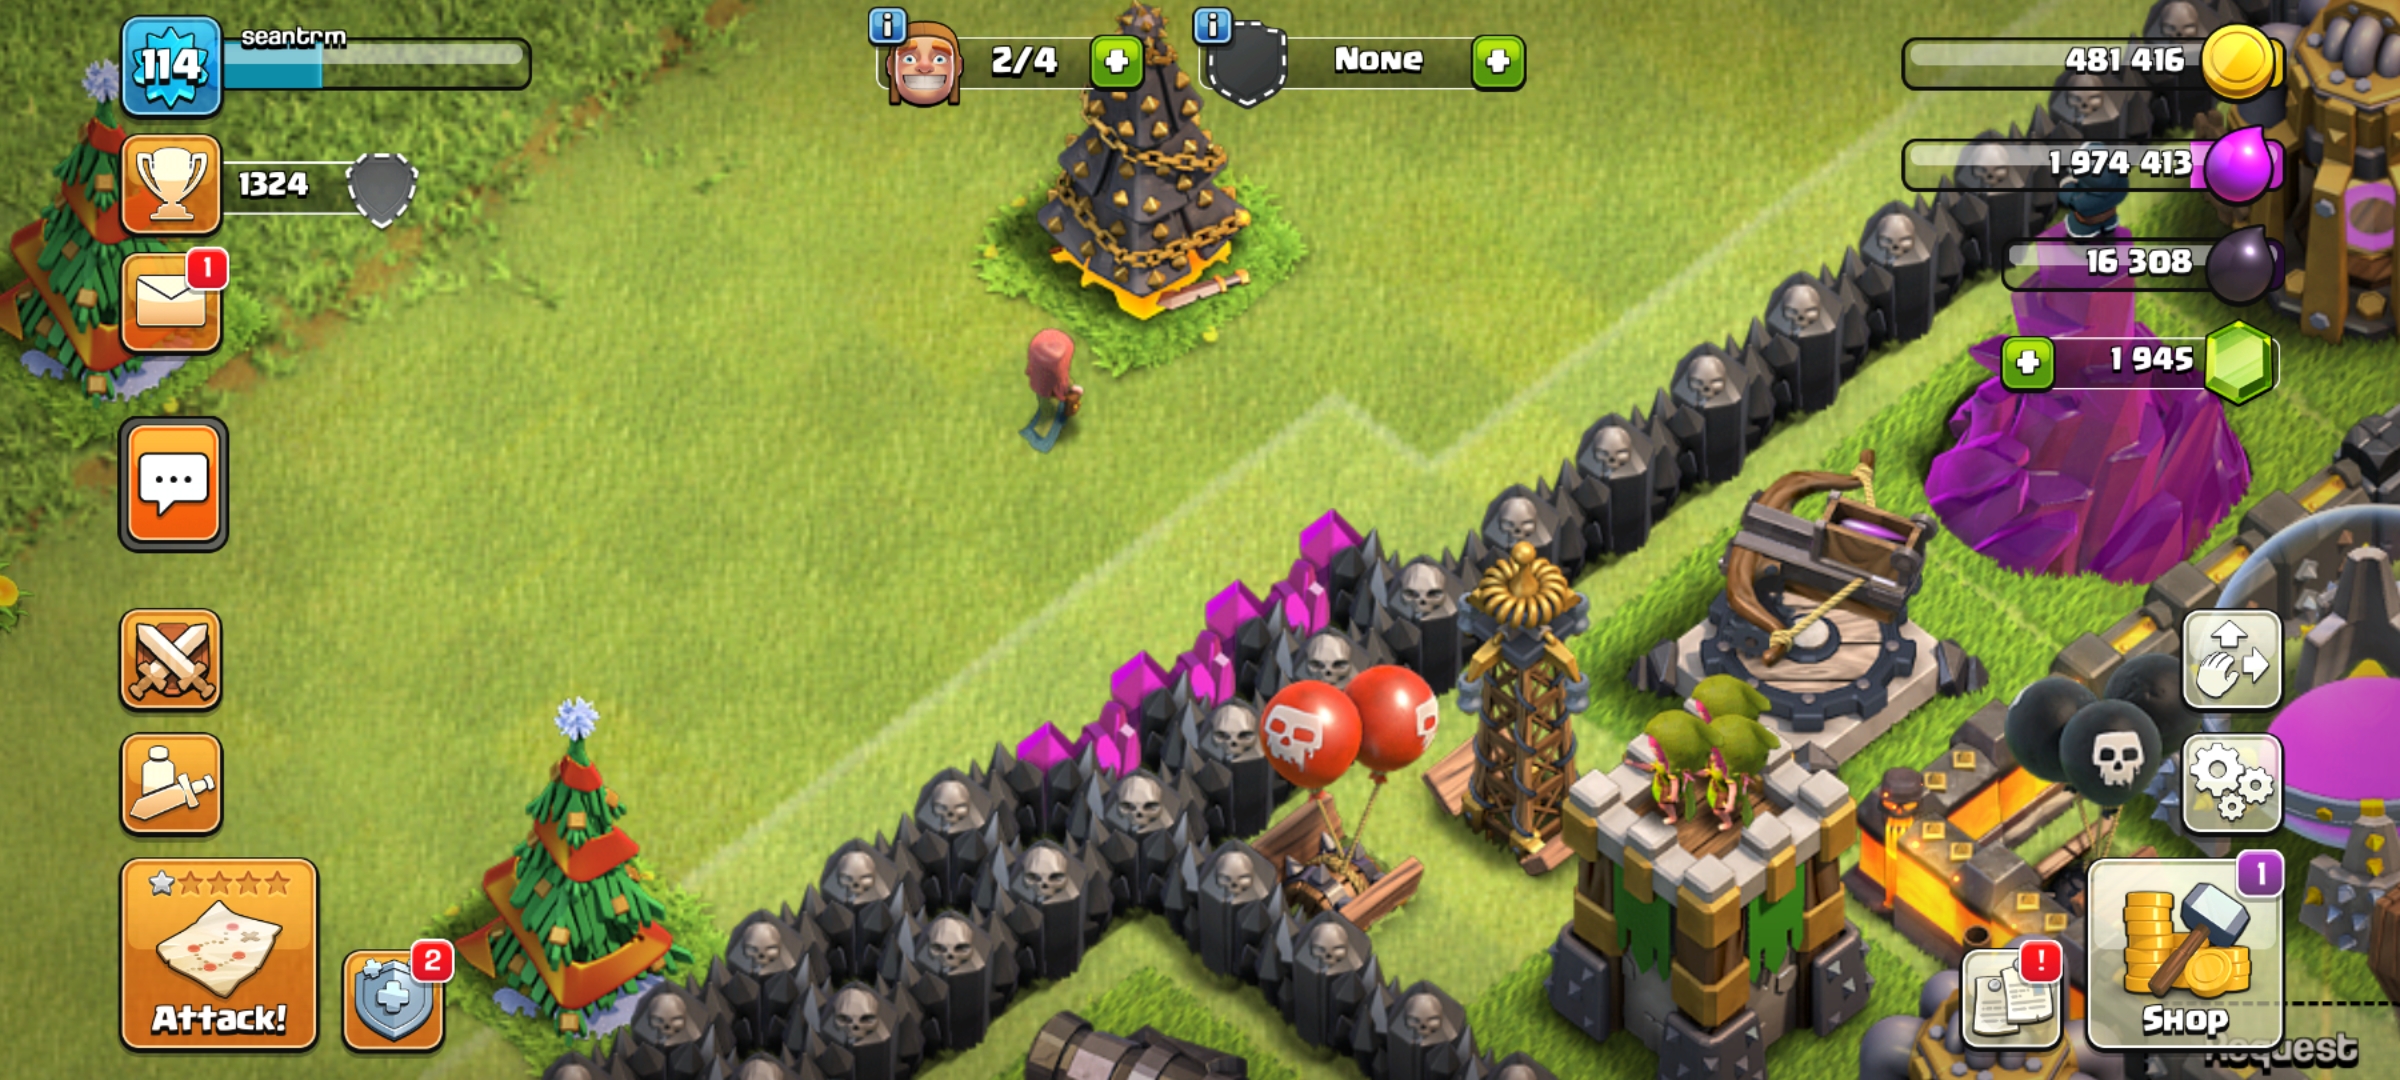 114
seantrm
i
2/4
i
None
481 416
1324
1 974 413
1
16 308
1 945
Attack!
2
1
!
Shop
Request